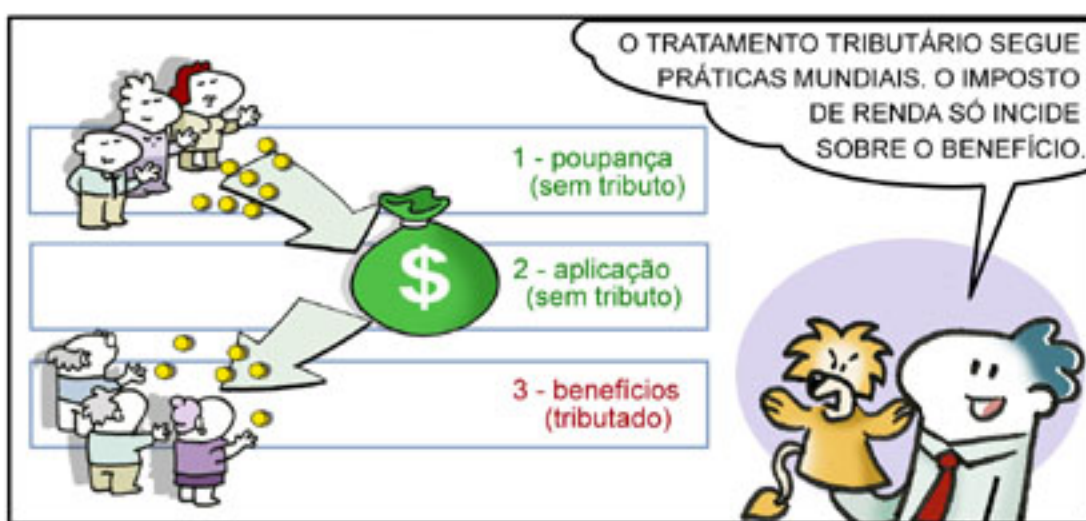 O TRATAMENTO TRIBUTÁRIO SEGUE
PRÁTICAS MUNDIAIS. O IMPOSTO
DE RENDA SÓ INCIDE
SOBRE O BENEFÍCIO.
1 - poupança
(sem tributo)
$
2 - aplicação
(sem tributo)
3 - benefícios
(tributado)